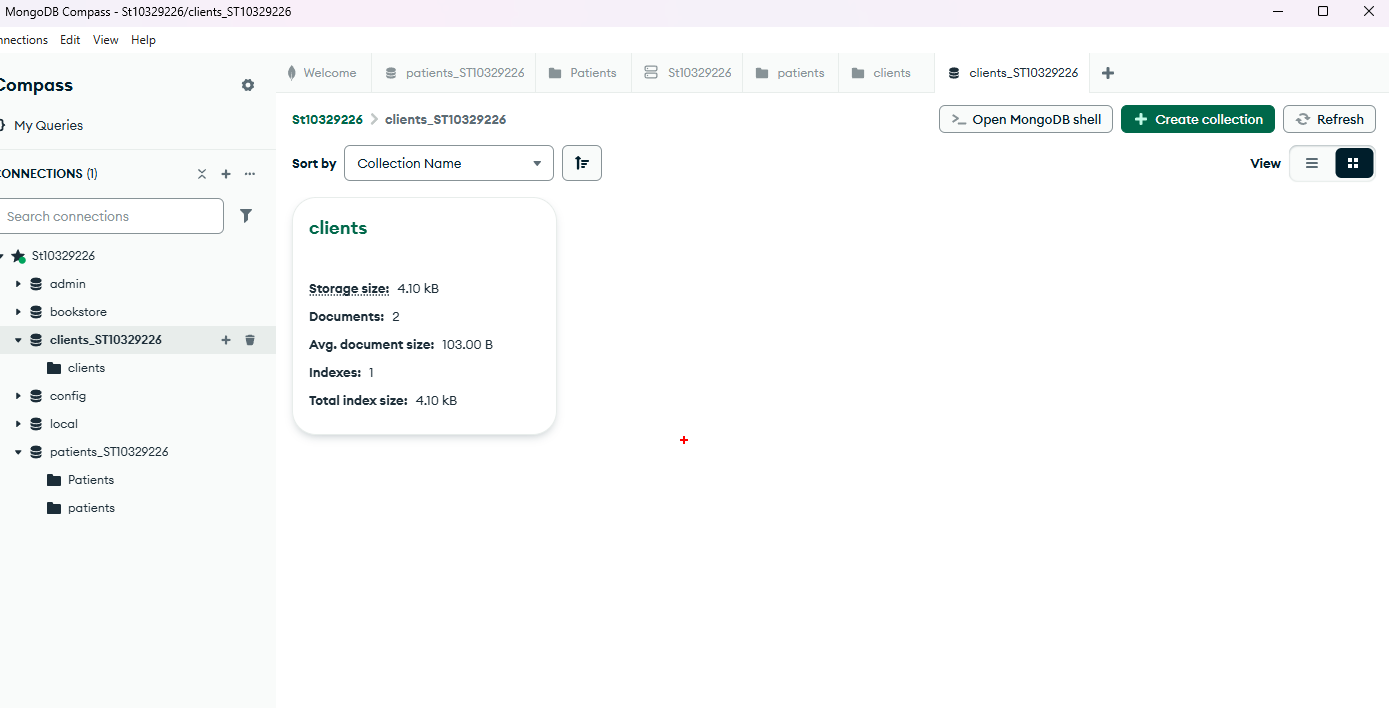 MongoDB Compass - St10329226/clients_ST10329226
nnections Edit View Help
Compass
My Queries
CONNECTIONS (1)
Search connections
St10329226
admin
bookstore
clients_ST10329226
clients
config
local
patients_ST10329226
Patients
patients
Welcome patients_ST10329226 Patients St10329226 patients clients clients_ST10329226
St10329226 > clients_ST10329226
>_ Open MongoDB shell + Create collection Refresh
Sort by Collection Name View
clients
Storage size: 4.10 kB
Documents: 2
Avg. document size: 103.00 B
Indexes: 1
Total index size: 4.10 kB